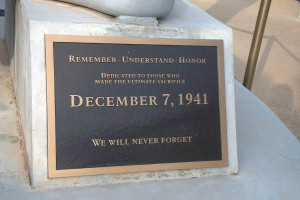 Remember · Understand · Honor
Dedicated to those who
made the ultimate sacrifice
December 7, 1941
We will never forget